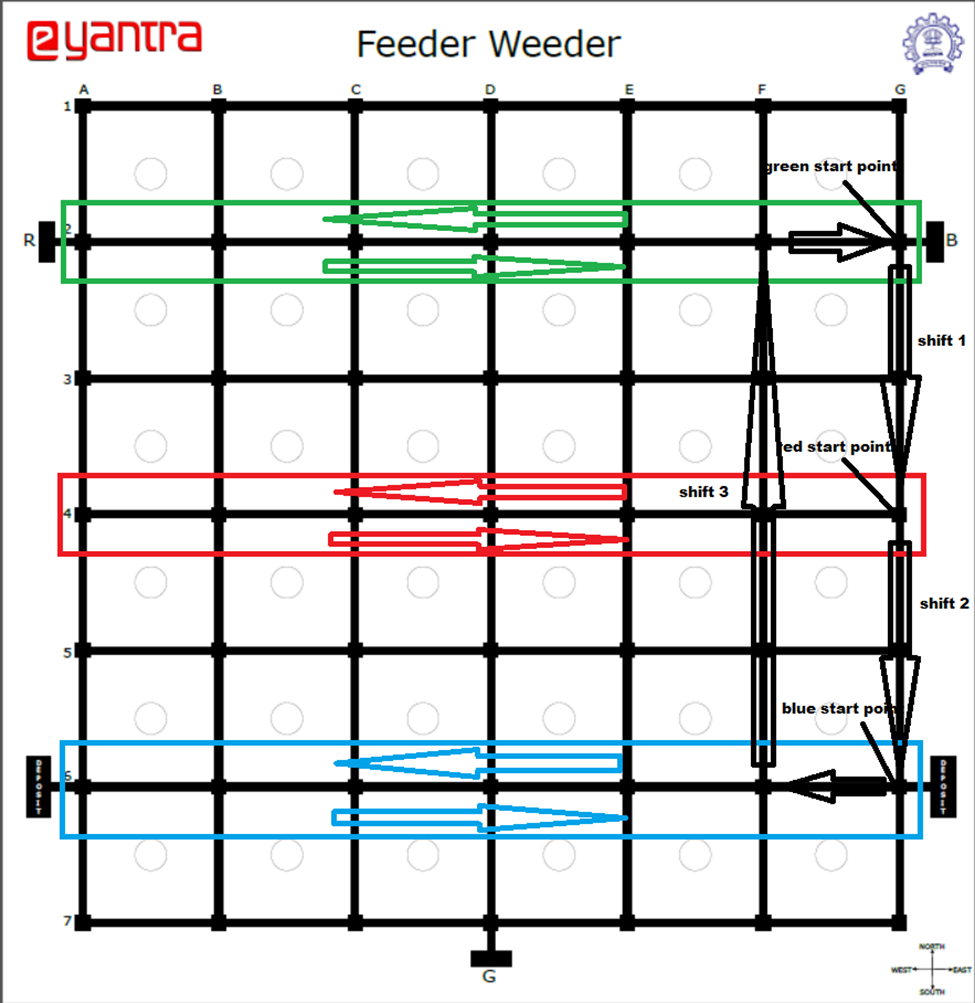 eyantra
Feeder Weeder
A B C D E F G
1
green start point
2
R
B
shift 1
3
red start point
shift 3
4
shift 2
5
blue start point
6
DEPOSIT
DEPOSIT
7
G
NORTH
WEST EAST
SOUTH